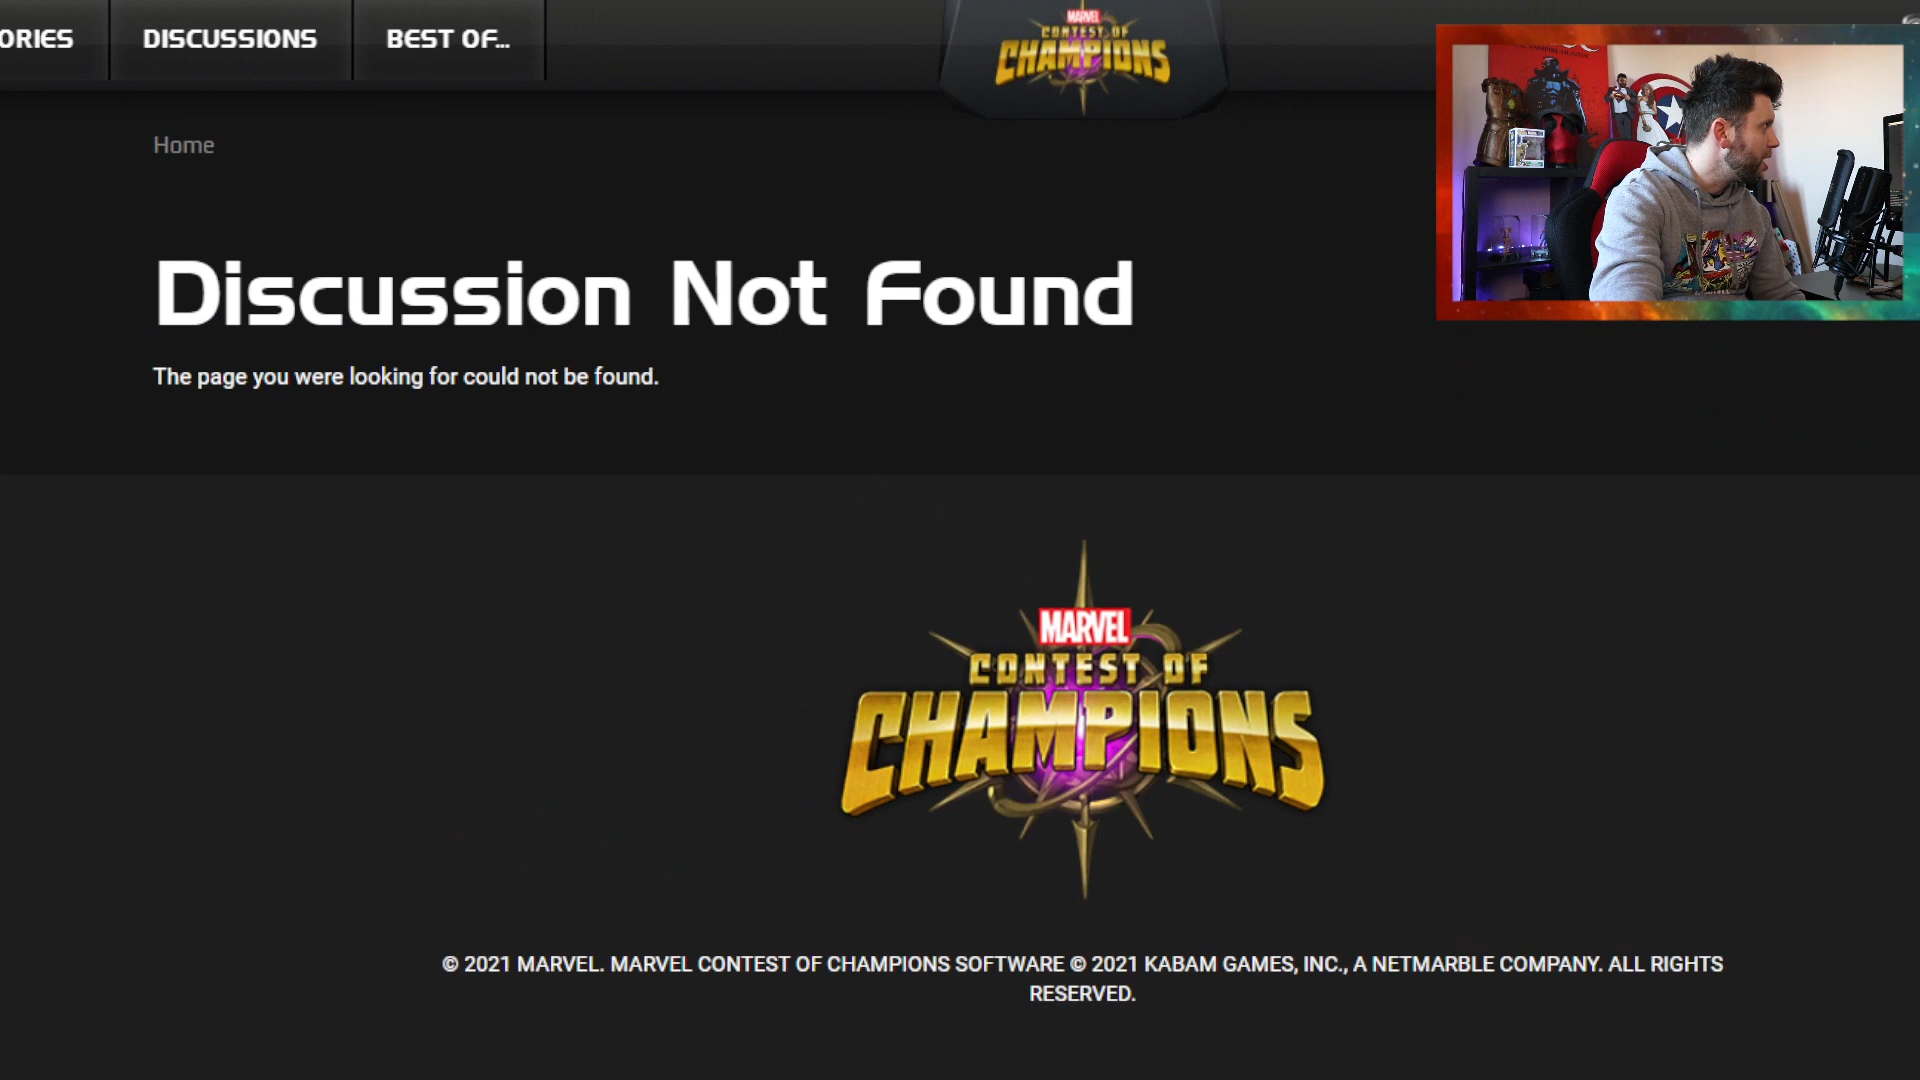 ORIES
DISCUSSIONS
BEST OF...
MARVEL
CONTEST OF
CHAMPIONS
Home
Discussion Not Found
The page you were looking for could not be found.
MARVEL
CONTEST OF
CHAMPIONS
© 2021 MARVEL. MARVEL CONTEST OF CHAMPIONS SOFTWARE © 2021 KABAM GAMES, INC., A NETMARBLE COMPANY. ALL RIGHTS
RESERVED.